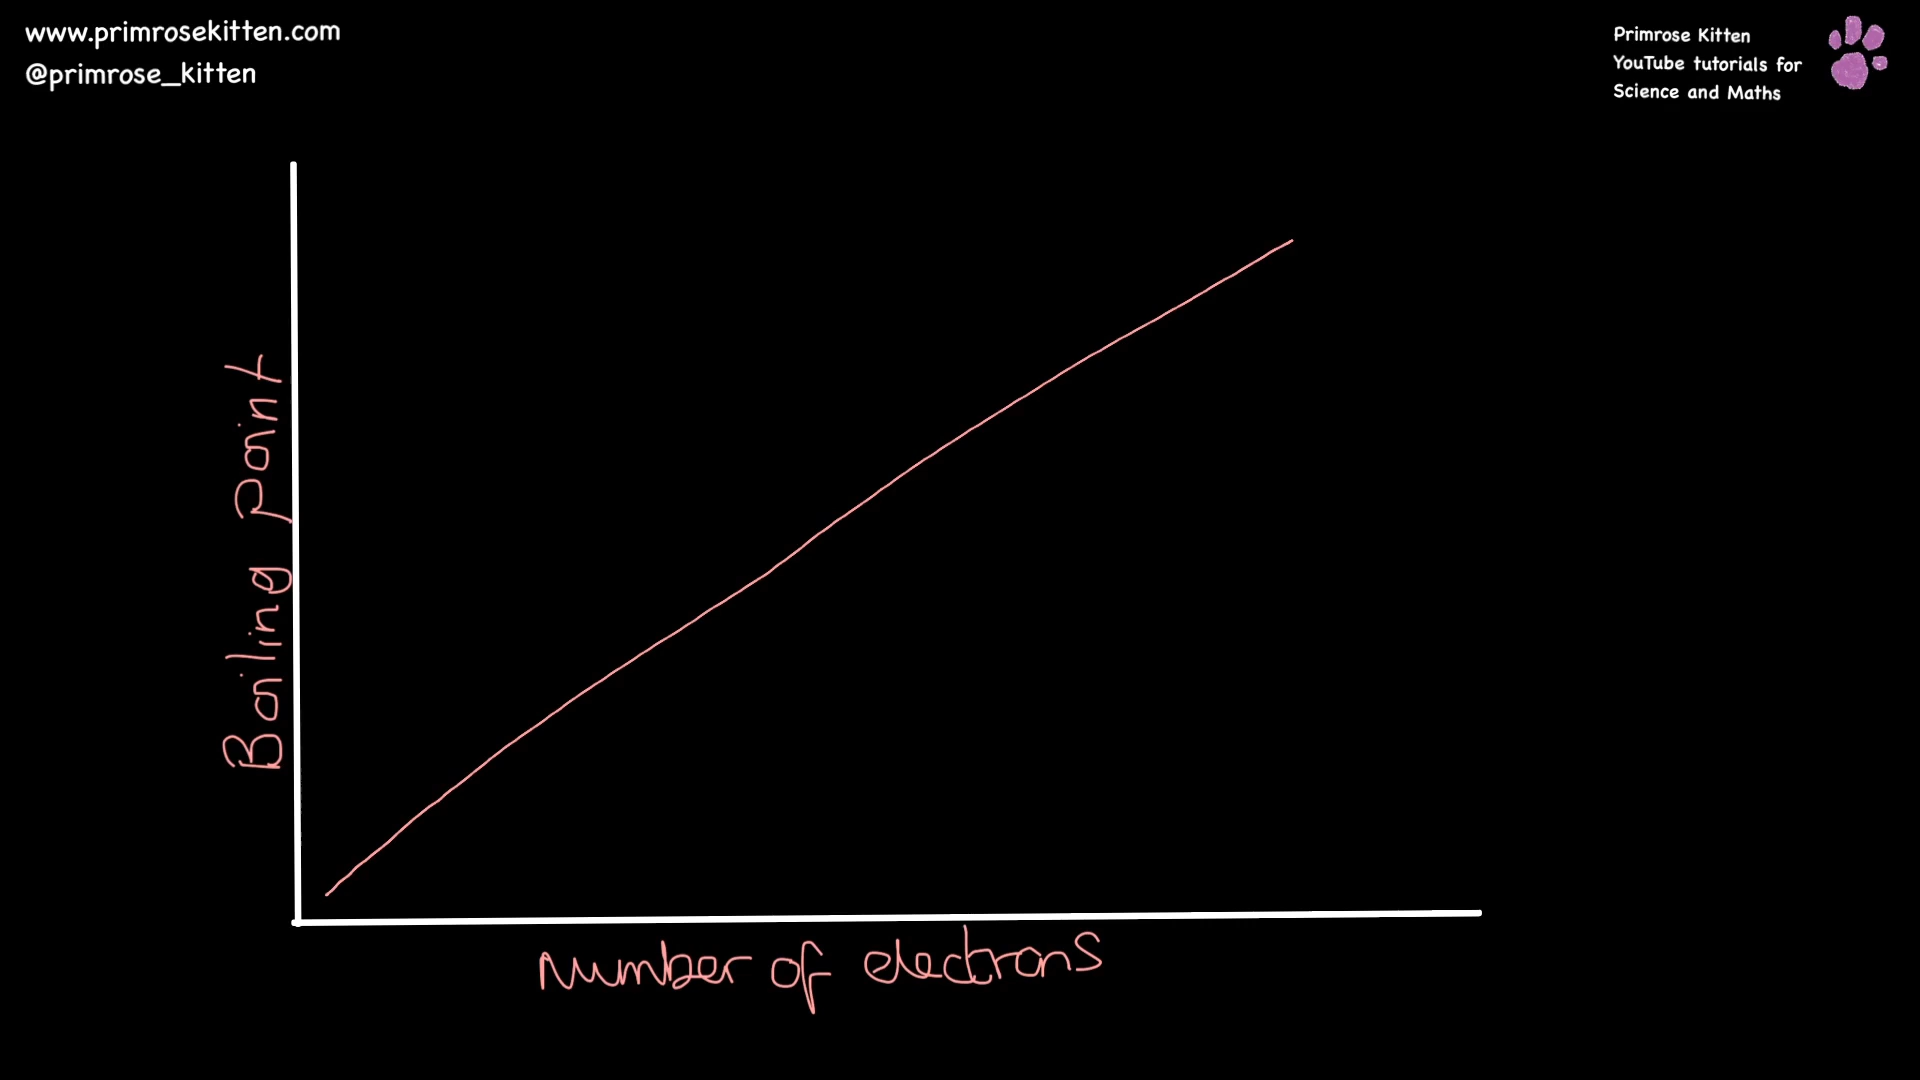 www.primrosekitten.com
@primrose_kitten
Primrose Kitten
YouTube tutorials for
Science and Maths
Boiling point
Number of electrons